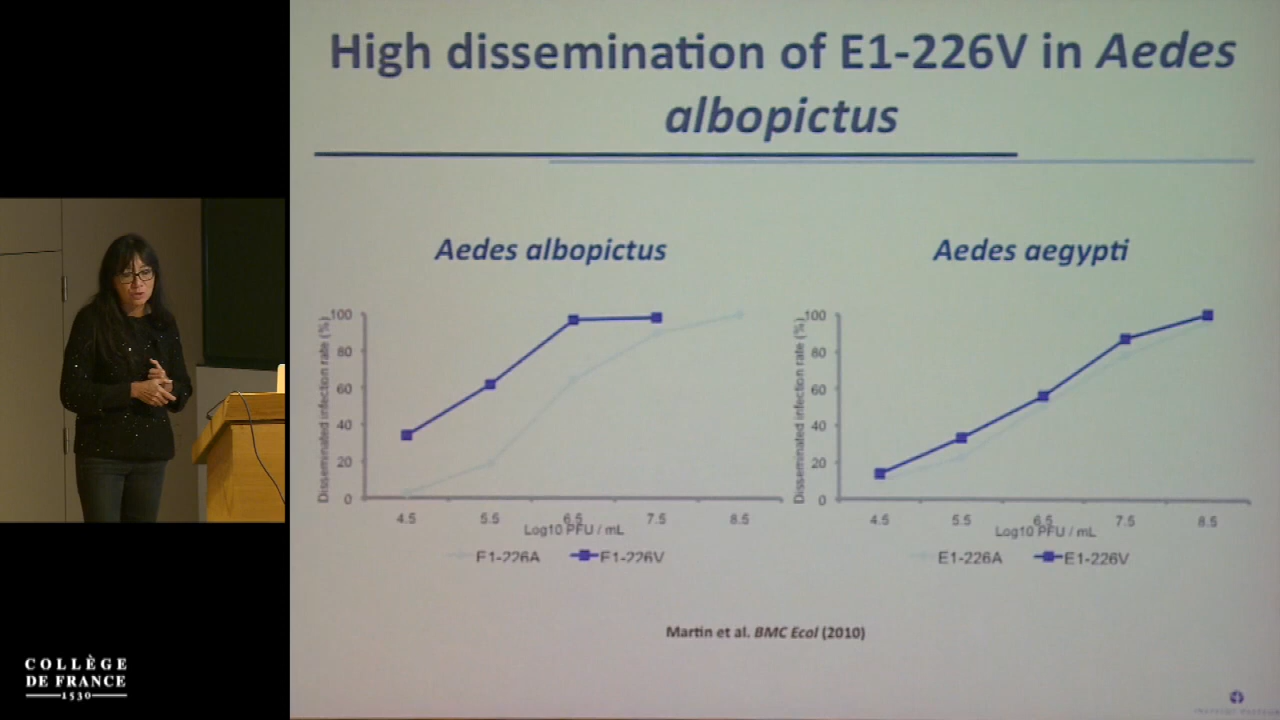 High dissemination of E1-226V in Aedes
albopictus
Aedes albopictus
Aedes aegypti
Disseminated infection rate (%)
100
80
60
40
20
0
4.5 5.5 6.5 7.5 8.5
Log10 PFU / mL
E1-226A E1-226V
Disseminated infection rate (%)
100
80
60
40
20
0
4.5 5.5 6.5 7.5 8.5
Log10 PFU / mL
E1-226A E1-226V
Martin et al. BMC Ecol (2010)
COLLÈGE
DE FRANCE
1530